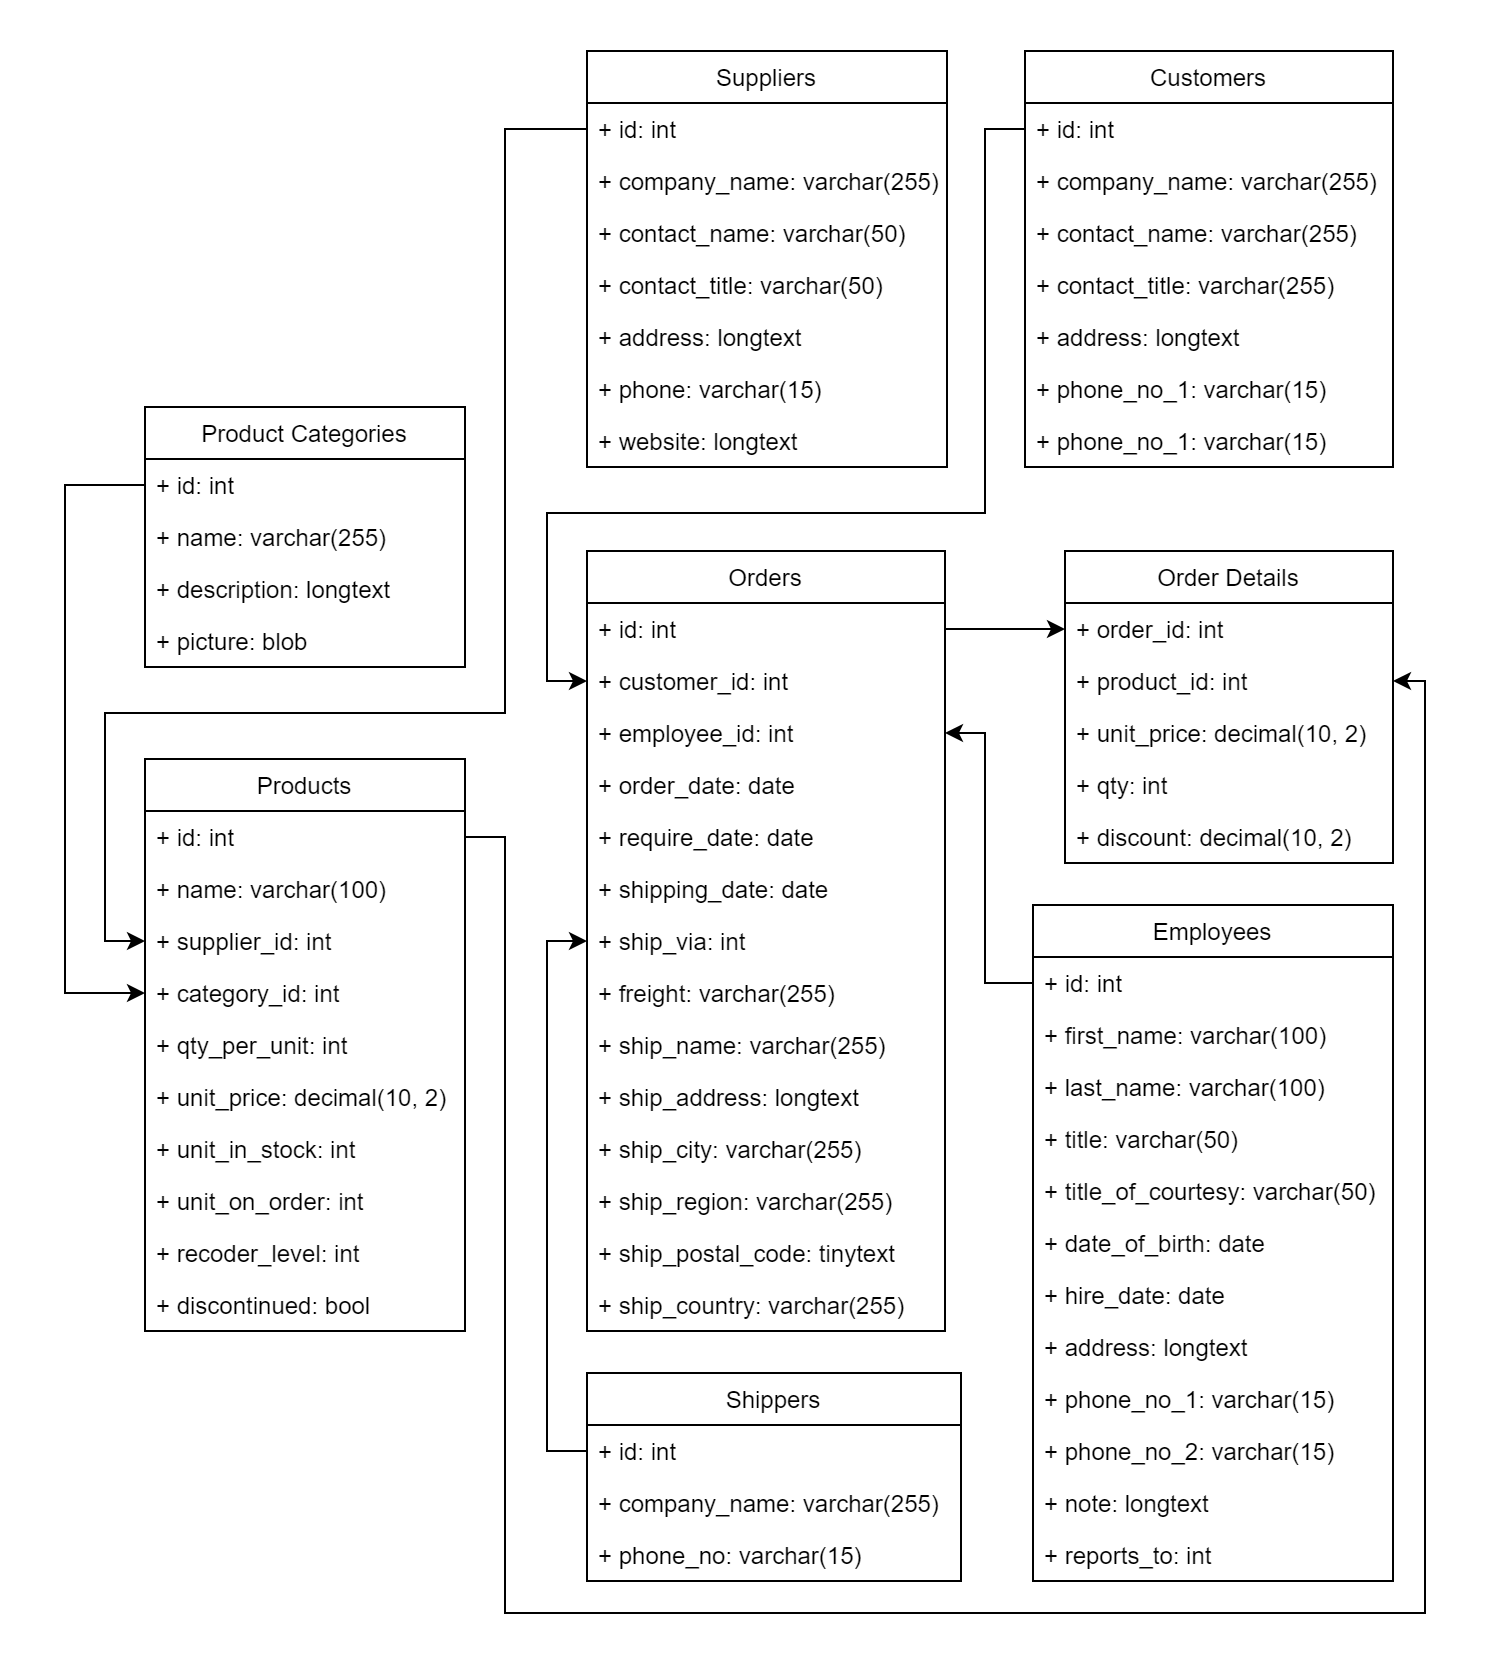 Suppliers
+ id: int
+ company_name: varchar(255)
+ contact_name: varchar(50)
+ contact_title: varchar(50)
+ address: longtext
+ phone: varchar(15)
+ website: longtext
Customers
+ id: int
+ company_name: varchar(255)
+ contact_name: varchar(255)
+ contact_title: varchar(255)
+ address: longtext
+ phone_no_1: varchar(15)
+ phone_no_1: varchar(15)
Product Categories
+ id: int
+ name: varchar(255)
+ description: longtext
+ picture: blob
Orders
+ id: int
+ customer_id: int
+ employee_id: int
+ order_date: date
+ require_date: date
+ shipping_date: date
+ ship_via: int
+ freight: varchar(255)
+ ship_name: varchar(255)
+ ship_address: longtext
+ ship_city: varchar(255)
+ ship_region: varchar(255)
+ ship_postal_code: tinytext
+ ship_country: varchar(255)
Order Details
+ order_id: int
+ product_id: int
+ unit_price: decimal(10, 2)
+ qty: int
+ discount: decimal(10, 2)
Products
+ id: int
+ name: varchar(100)
+ supplier_id: int
+ category_id: int
+ qty_per_unit: int
+ unit_price: decimal(10, 2)
+ unit_in_stock: int
+ unit_on_order: int
+ recoder_level: int
+ discontinued: bool
Employees
+ id: int
+ first_name: varchar(100)
+ last_name: varchar(100)
+ title: varchar(50)
+ title_of_courtesy: varchar(50)
+ date_of_birth: date
+ hire_date: date
+ address: longtext
+ phone_no_1: varchar(15)
+ phone_no_2: varchar(15)
+ note: longtext
+ reports_to: int
Shippers
+ id: int
+ company_name: varchar(255)
+ phone_no: varchar(15)